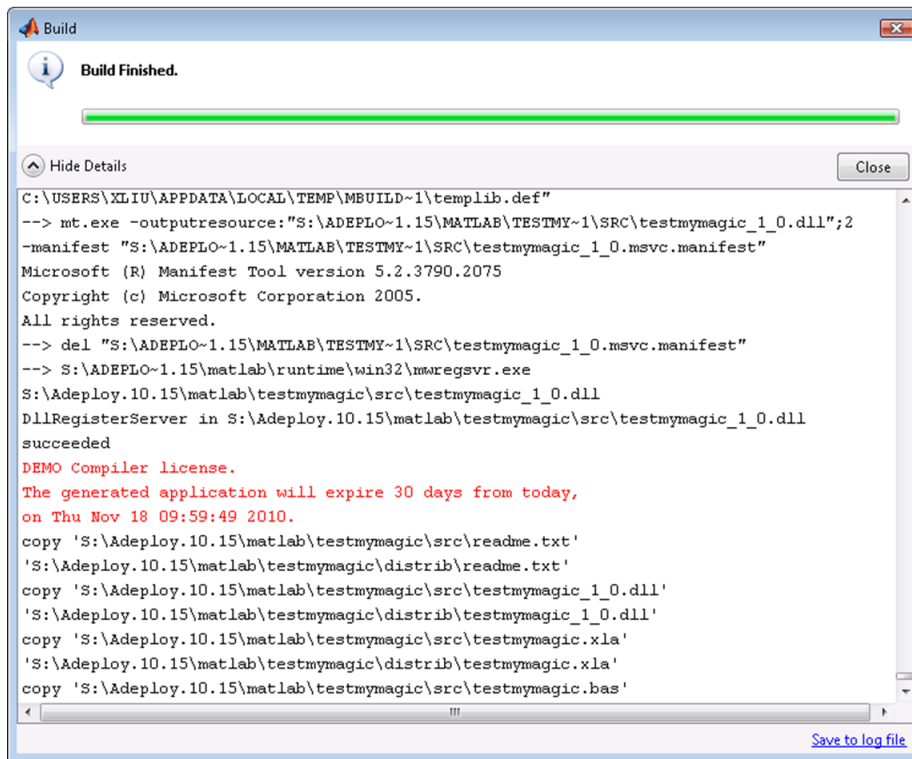 Build
Build Finished.
Hide Details
Close
C:\USERS\XLIU\APPDATA\LOCAL\TEMP\MBUILD~1\templib.def"
--> mt.exe -outputresource:"S:\ADEPLO~1.15\MATLAB\TESTMY~1\SRC\testmymagic_1_0.dll";2
-manifest "S:\ADEPLO~1.15\MATLAB\TESTMY~1\SRC\testmymagic_1_0.msvc.manifest"
Microsoft (R) Manifest Tool version 5.2.3790.2075
Copyright (c) Microsoft Corporation 2005.
All rights reserved.
--> del "S:\ADEPLO~1.15\MATLAB\TESTMY~1\SRC\testmymagic_1_0.msvc.manifest"
--> S:\ADEPLO~1.15\matlab\runtime\win32\mwregsvr.exe
S:\Adeploy.10.15\matlab\testmymagic\src\testmymagic_1_0.dll
DllRegisterServer in S:\Adeploy.10.15\matlab\testmymagic\src\testmymagic_1_0.dll
succeeded
DEMO Compiler license.
The generated application will expire 30 days from today,
on Thu Nov 18 09:59:49 2010.
copy 'S:\Adeploy.10.15\matlab\testmymagic\src\readme.txt'
'S:\Adeploy.10.15\matlab\testmymagic\distrib\readme.txt'
copy 'S:\Adeploy.10.15\matlab\testmymagic\src\testmymagic_1_0.dll'
'S:\Adeploy.10.15\matlab\testmymagic\distrib\testmymagic_1_0.dll'
copy 'S:\Adeploy.10.15\matlab\testmymagic\src\testmymagic.xla'
'S:\Adeploy.10.15\matlab\testmymagic\distrib\testmymagic.xla'
copy 'S:\Adeploy.10.15\matlab\testmymagic\src\testmymagic.bas'
Save to log file